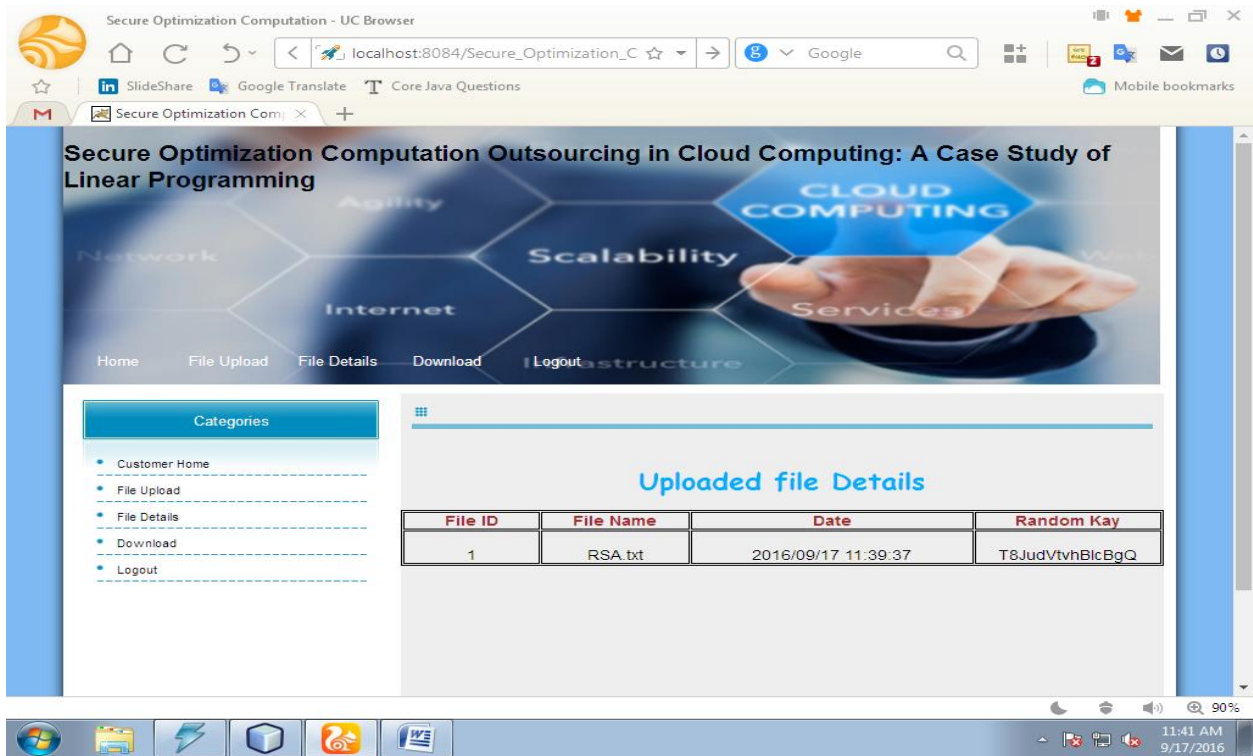 Secure Optimization Computation - UC Browser
localhost:8084/Secure_Optimization_C
Google
SlideShare
Google Translate
Core Java Questions
Mobile bookmarks
Secure Optimization Com
Secure Optimization Computation Outsourcing in Cloud Computing: A Case Study of
Linear Programming
CLOUD
COMPUTING
Agility
Network
Scalability
Web
Internet
Services
Infrastructure
Home File Upload File Details Download Logout
Categories
Customer Home
File Upload
File Details
Download
Logout
Uploaded file Details
File ID File Name Date Random Kay
1 RSA.txt 2016/09/17 11:39:37 T8JudVtvhBlcBgQ
90%
11:41 AM
9/17/2016